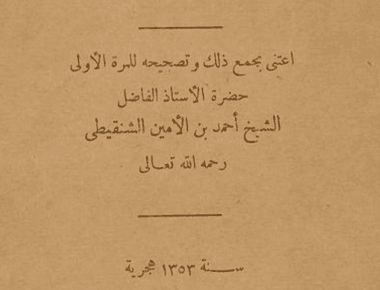 اعتنى بجمع ذلك وتصحيحه للمرة الأولى
حضرة الأستاذ الفاضل
الشيخ أحمد بن الأمين الشنقيطى
رحمه الله تعالى
سنة ١٣٥٣ هجرية